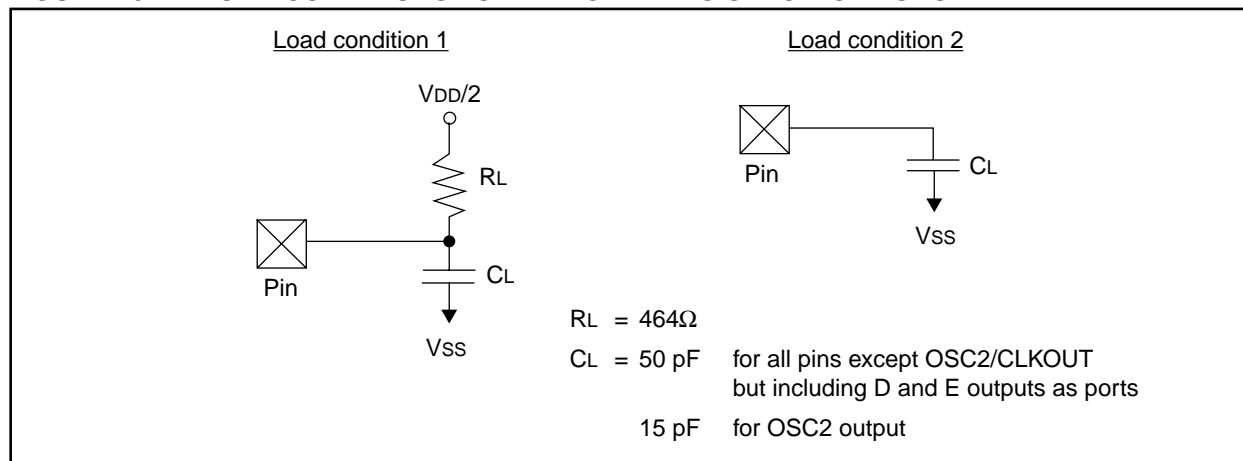 Load condition 1
Load condition 2
VDD/2
RL
Pin
CL
VSS
Pin
CL
VSS
RL = 464Ω
CL = 50 pF for all pins except OSC2/CLKOUT
but including D and E outputs as ports
15 pF for OSC2 output